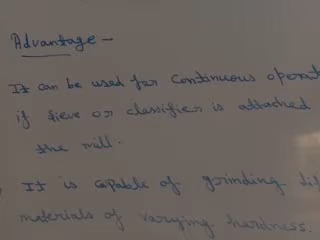 Advantage -
It can be used for continuous operat
if sieve or classifier is attached
the mill.
It is capable of grinding dif
materials of varying hardness.